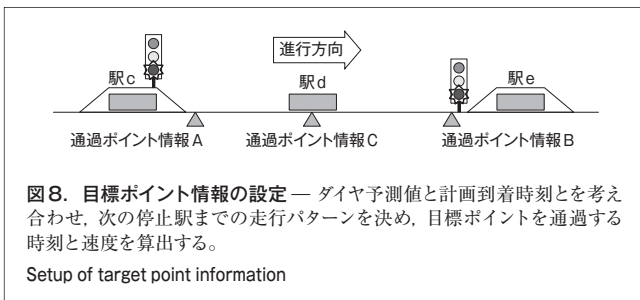 進行方向
駅c
駅d
駅e
通過ポイント情報A
通過ポイント情報C
通過ポイント情報B
図8. 目標ポイント情報の設定 — ダイヤ予測値と計画到着時刻とを考え
合わせ,次の停止駅までの走行パターンを決め,目標ポイントを通過する
時刻と速度を算出する。
Setup of target point information